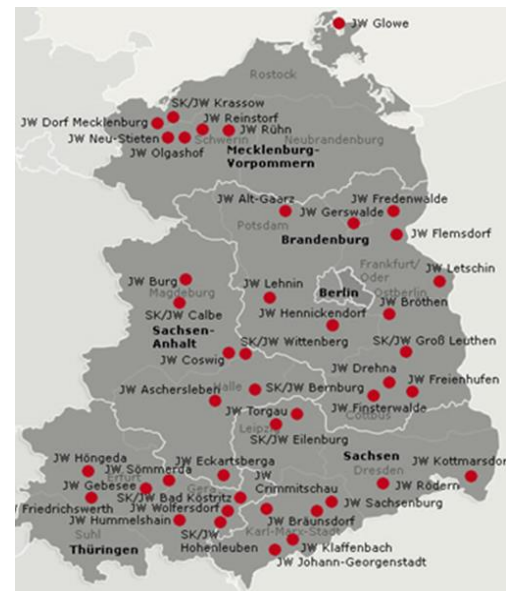 JW Glowe
Rostock
SK/JW Krassow
JW Dorf Mecklenburg
JW Reinstorf
JW Neu-Stieten
Schwerin
JW Rühn
JW Olgashof
Neubrandenburg
Mecklenburg-
Vorpommern
JW Alt-Gaarz
JW Fredenwalde
JW Gerswalde
Potsdam
Brandenburg
JW Flemsdorf
Frankfurt/
Oder
JW Letschin
JW Burg
Magdeburg
JW Lehnin
Berlin
Ostberlin
JW Bröthen
SK/JW Calbe
JW Hennickendorf
Sachsen-
Anhalt
SK/JW Wittenberg
SK/JW Groß Leuthen
JW Coswig
JW Drehna
JW Aschersleben
Halle
SK/JW Bernburg
JW Freienhufen
JW Finsterwalde
Cottbus
JW Torgau
Leipzig
SK/JW Eilenburg
Sachsen
JW Höngeda
JW Eckartsberga
JW Kottmarsdor
JW Sömmerda
Dresden
Erfurt
JW Gebesee
Gera
JW
Crimmitschau
JW Rödern
SK/JW Bad Köstritz
Friedrichswerth
JW Wolfersdorf
JW Sachsenburg
JW Hummelshain
JW Bräunsdorf
Suhl
SK/JW
Hohenleuben
Karl-Marx-Stadt
Thüringen
JW Klaffenbach
JW Johann-Georgenstadt